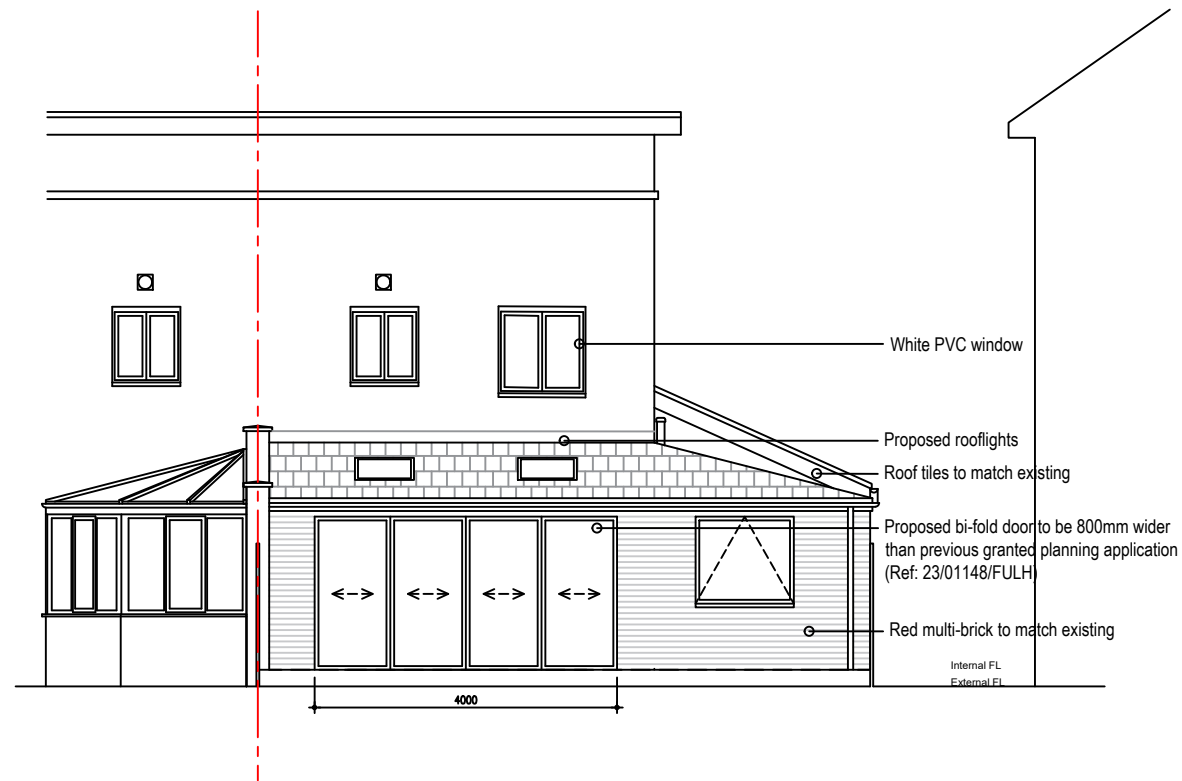 White PVC window
Proposed rooflights
Roof tiles to match existing
Proposed bi-fold door to be 800mm wider
than previous granted planning application
(Ref: 23/01148/FULH)
Red multi-brick to match existing
Internal FL
External FL
4000